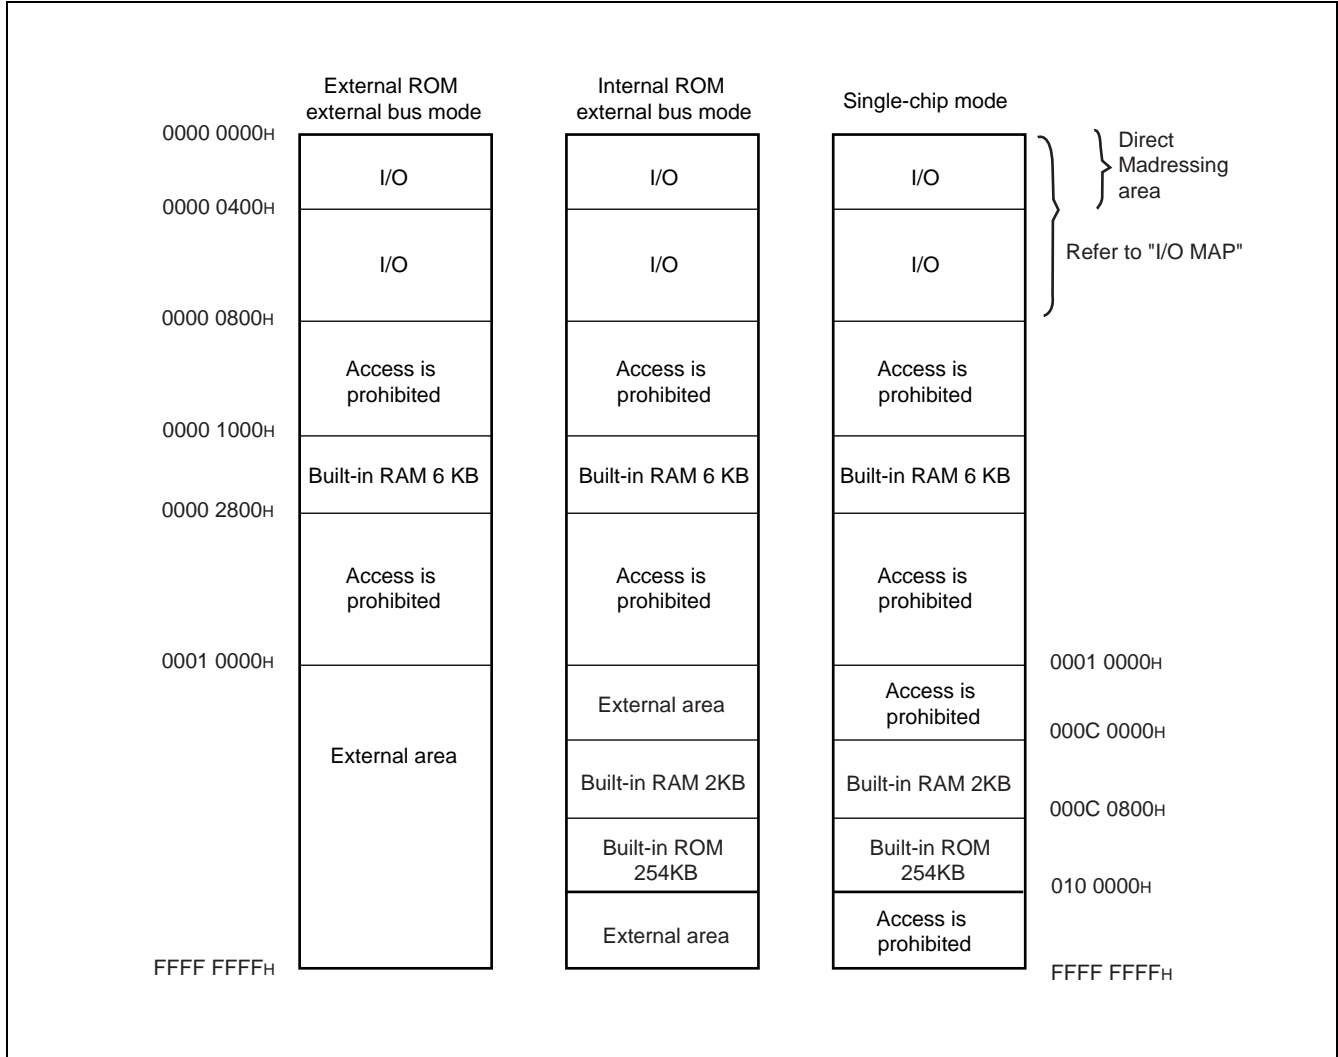 External ROM
external bus mode
Internal ROM
external bus mode
Single-chip mode
0000 0000H
I/O
I/O
I/O
Direct
Madressing
area
0000 0400H
I/O
I/O
I/O
Refer to "I/O MAP"
0000 0800H
Access is
prohibited
Access is
prohibited
Access is
prohibited
0000 1000H
Built-in RAM 6 KB
Built-in RAM 6 KB
Built-in RAM 6 KB
0000 2800H
Access is
prohibited
Access is
prohibited
Access is
prohibited
0001 0000H
0001 0000H
External area
External area
Access is
prohibited
000C 0000H
Built-in RAM 2KB
Built-in RAM 2KB
000C 0800H
Built-in ROM
254KB
Built-in ROM
254KB
010 0000H
External area
Access is
prohibited
FFFF FFFFH
FFFF FFFFH